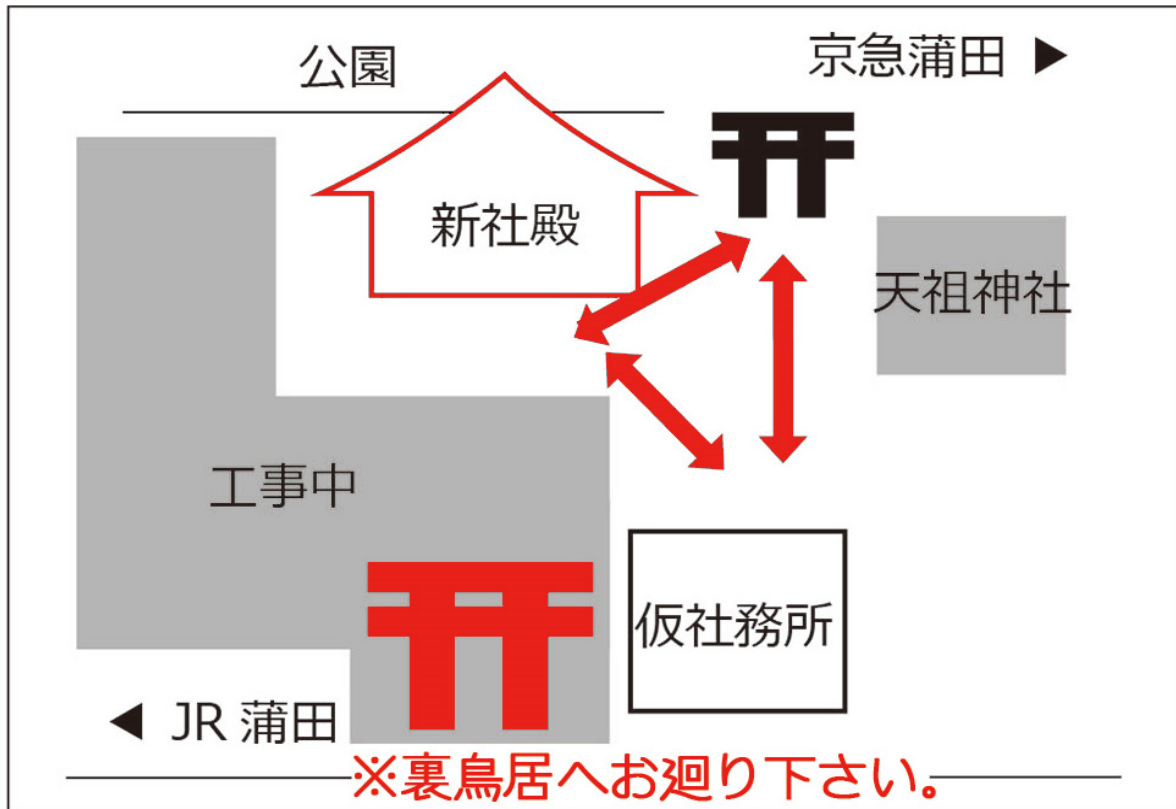 公園
京急蒲田 ▶
新社殿
天祖神社
工事中
仮社務所
◀ JR 蒲田
※裏鳥居へお廻り下さい。